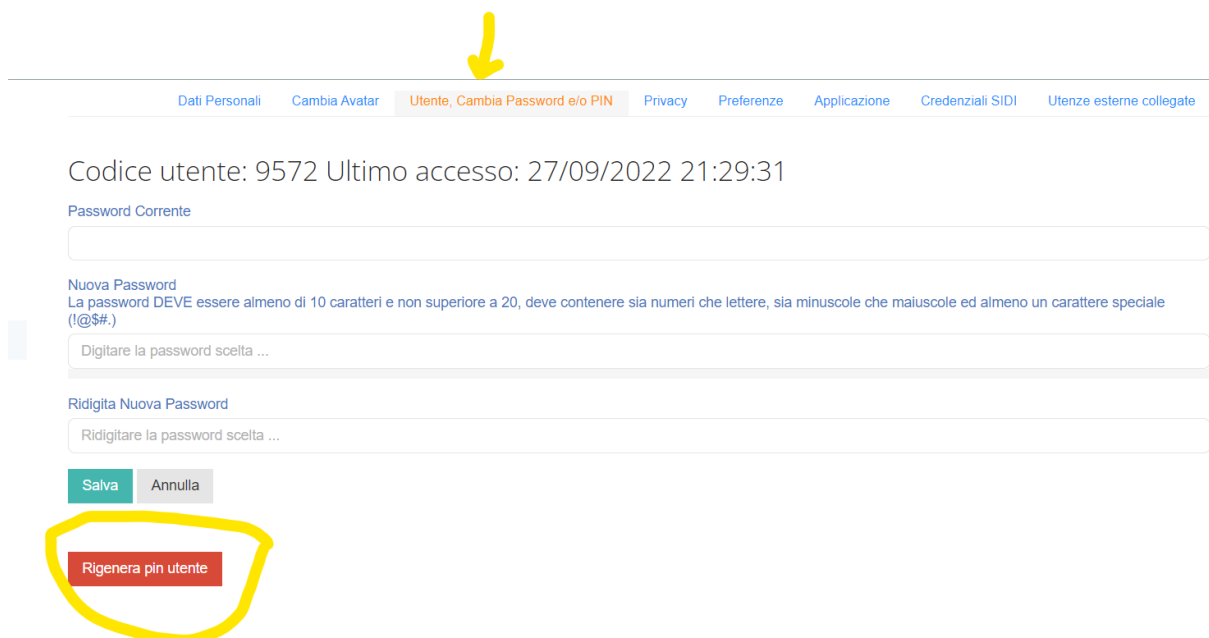 Dati Personali Cambia Avatar Utente, Cambia Password e/o PIN Privacy Preferenze Applicazione Credenziali SIDI Utenze esterne collegate
Codice utente: 9572 Ultimo accesso: 27/09/2022 21:29:31
Password Corrente
Nuova Password
La password DEVE essere almeno di 10 caratteri e non superiore a 20, deve contenere sia numeri che lettere, sia minuscole che maiuscole ed almeno un carattere speciale
(!@$#.)
Digitare la password scelta ...
Ridigita Nuova Password
Ridigitare la password scelta ...
Salva Annulla
Rigenera pin utente